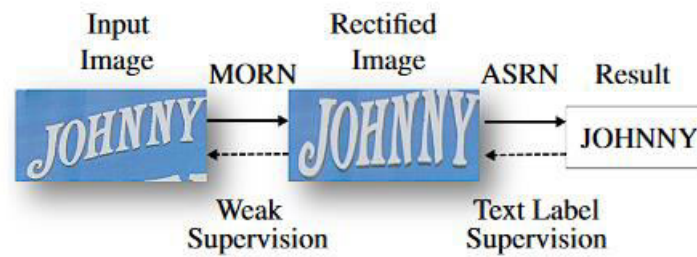 Input
Image
MORN
Rectified
Image
ASRN
Result
JOHNNY
JOHNNY
JOHNNY
Weak
Supervision
Text Label
Supervision